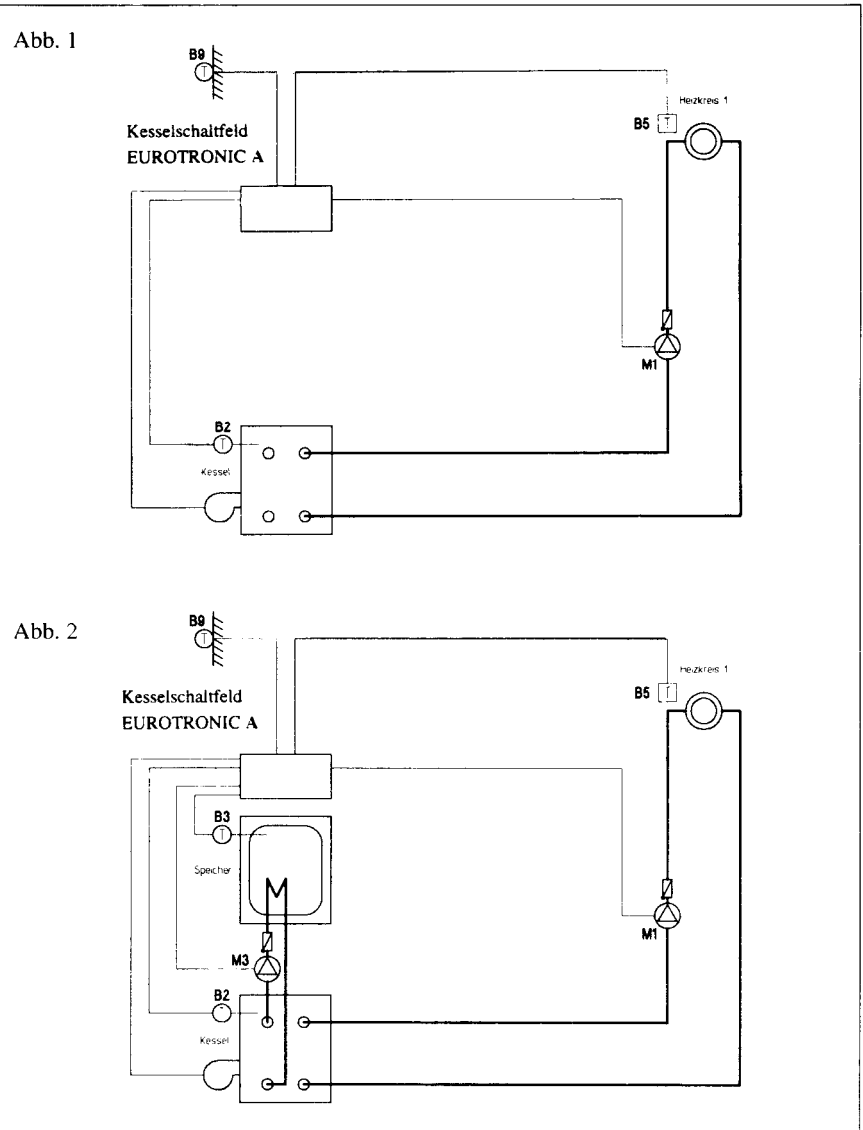 Abb. 1
B9
T
Kesselschaltfeld
EUROTRONIC A
Heizkreis 1
B5
T
M1
B2
T
Kessel
Abb. 2
B9
T
Kesselschaltfeld
EUROTRONIC A
Heizkreis 1
B5
T
B3
T
Speicher
M1
M3
B2
Kessel